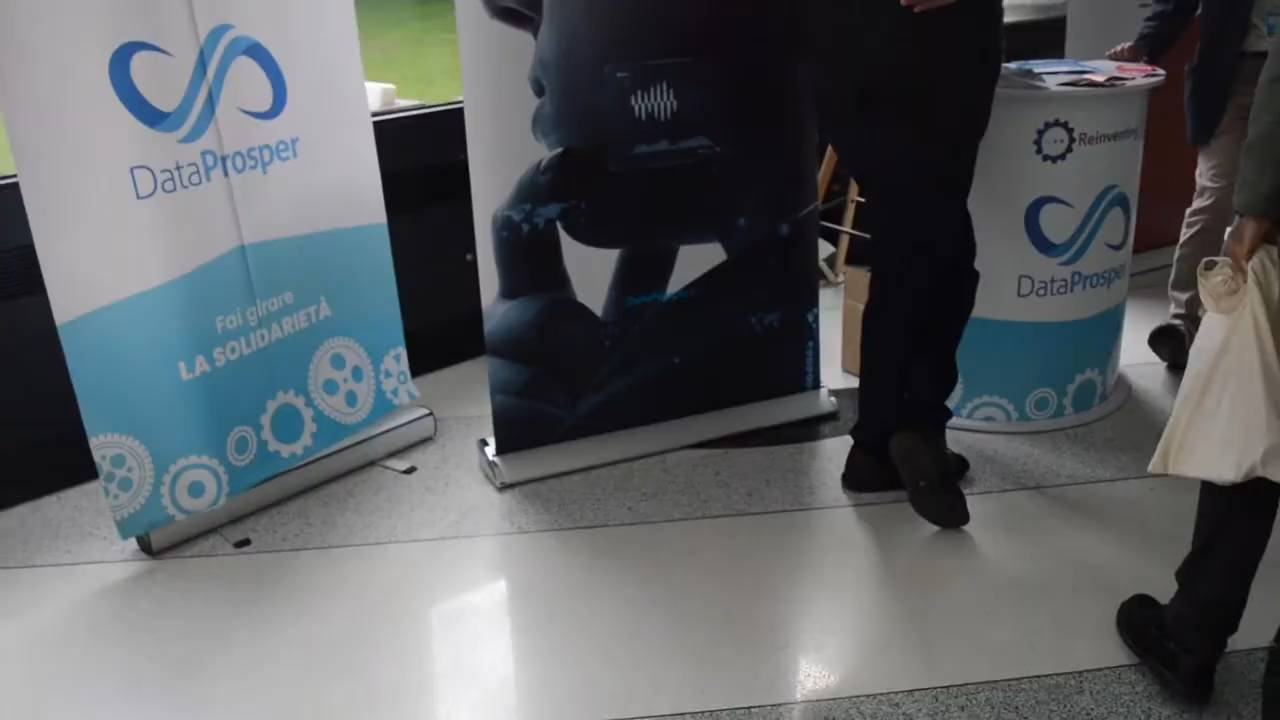 DataProsper
Fai girare
LA SOLIDARIETÀ
Reinventing
DataProsper